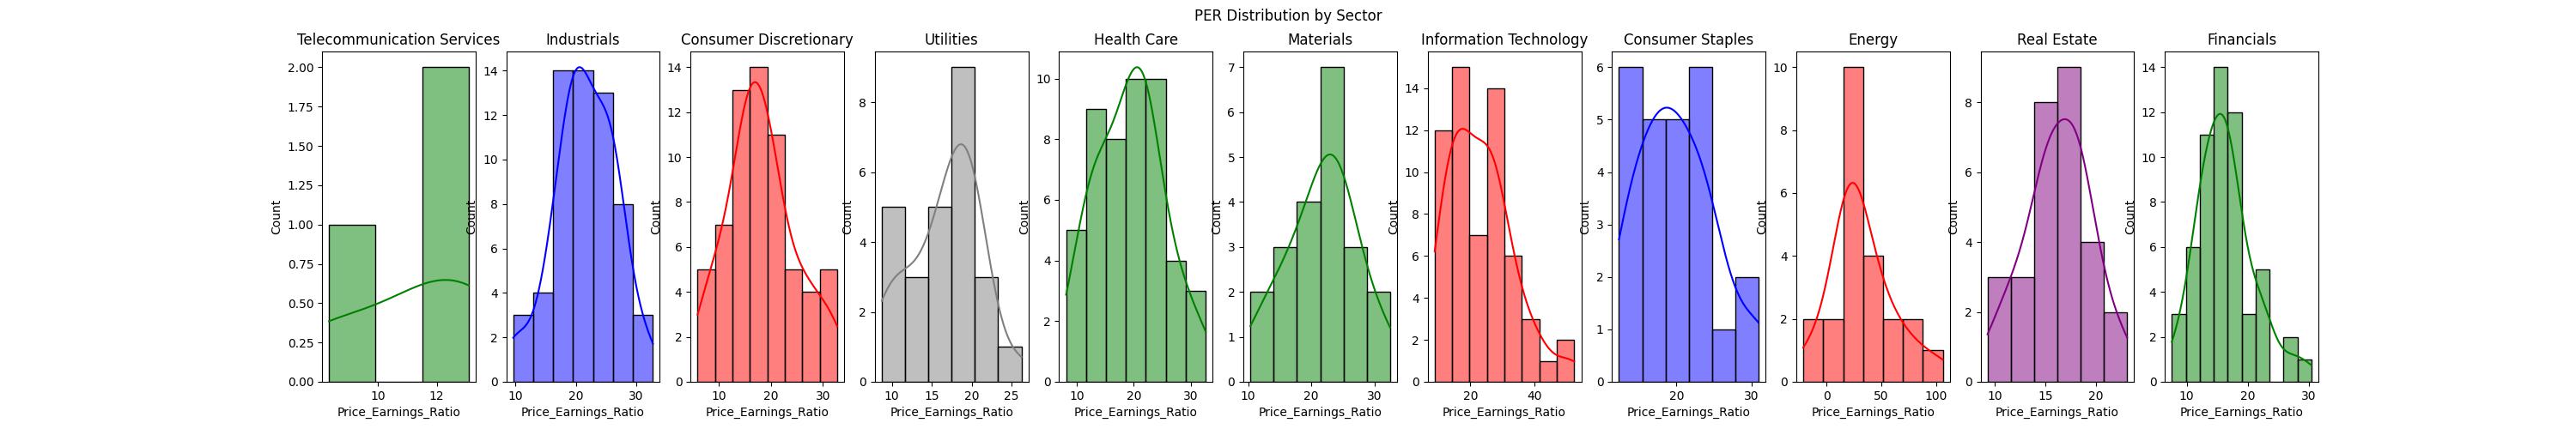 PER Distribution by Sector
Telecommunication Services
Count
2.00
1.75
1.50
1.25
1.00
0.75
0.50
0.25
0.00
10 12
Price_Earnings_Ratio
Industrials
Count
14
12
10
8
6
4
2
0
10 20 30
Price_Earnings_Ratio
Consumer Discretionary
Count
14
12
10
8
6
4
2
0
10 20 30
Price_Earnings_Ratio
Utilities
Count
8
6
4
2
0
10 15 20 25
Price_Earnings_Ratio
Health Care
Count
10
8
6
4
2
0
10 20 30
Price_Earnings_Ratio
Materials
Count
7
6
5
4
3
2
1
0
10 20 30
Price_Earnings_Ratio
Information Technology
Count
14
12
10
8
6
4
2
0
20 40
Price_Earnings_Ratio
Consumer Staples
Count
6
5
4
3
2
1
0
20 30
Price_Earnings_Ratio
Energy
Count
10
8
6
4
2
0
0 50 100
Price_Earnings_Ratio
Real Estate
Count
8
6
4
2
0
10 15 20
Price_Earnings_Ratio
Financials
Count
14
12
10
8
6
4
2
0
10 20 30
Price_Earnings_Ratio